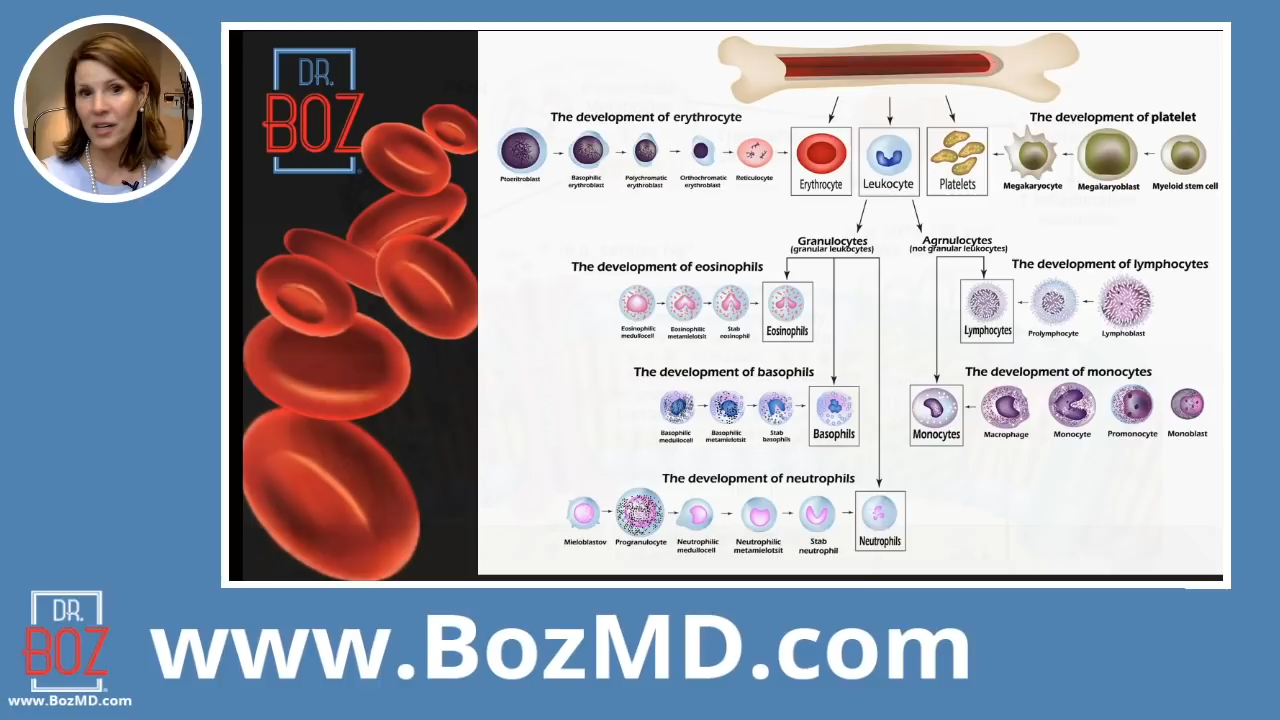 DR.
BOZ
The development of erythrocyte
The development of platelet
Ptoeritroblast
Basophilic
erythroblast
Polychromatic
erythroblast
Orthochromatic
erythroblast
Reticulocyte
Erythrocyte
Leukocyte
Platelets
Megakaryocyte
Megakaryoblast
Myeloid stem cell
Granulocytes
(granular leukocytes)
Agrnulocytes
(not granular leukocytes)
The development of eosinophils
The development of lymphocytes
Eosinophilic
medullocell
Eosinophilic
metamielotsit
Stab
eosinophil
Eosinophils
Lymphocytes
Prolymphocyte
Lymphoblast
The development of basophils
The development of monocytes
Basophilic
medullocell
Basophilic
metamielotsit
Stab
basophils
Basophils
Monocytes
Macrophage
Monocyte
Promonocyte
Monoblast
The development of neutrophils
Mieloblastov
Progranulocyte
Neutrophilic
medullocell
Neutrophilic
metamielotsit
Stab
neutrophil
Neutrophils
DR.
BOZ
www.BozMD.com
www.BozMD.com